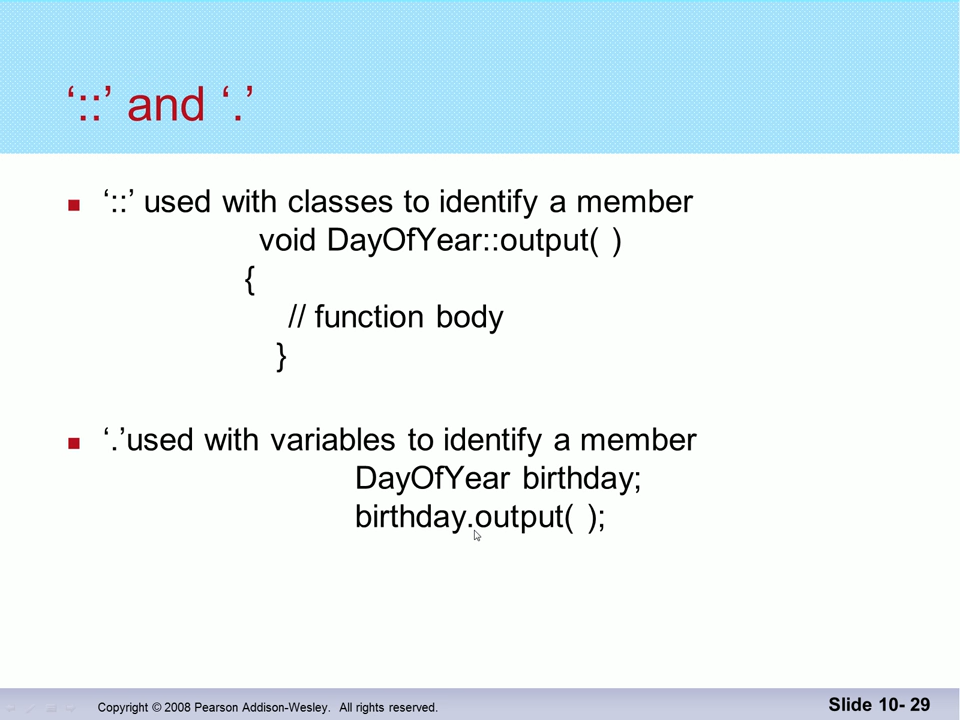 ‘::’ and ‘.’
‘::’ used with classes to identify a member
void DayOfYear::output( )
{
// function body
}
‘.’used with variables to identify a member
DayOfYear birthday;
birthday.output( );
Copyright © 2008 Pearson Addison-Wesley. All rights reserved.
Slide 10- 29